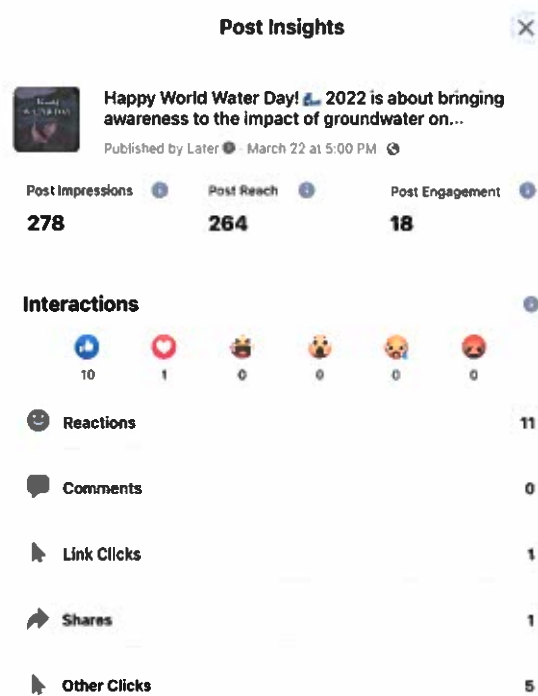 Post Insights
Happy World Water Day! 🌊 2022 is about bringing
awareness to the impact of groundwater on...
Published by Later · March 22 at 5:00 PM
Post Impressions
Post Reach
Post Engagement
278
264
18
Interactions
10
1
0
0
0
0
Reactions
11
Comments
0
Link Clicks
1
Shares
1
Other Clicks
5